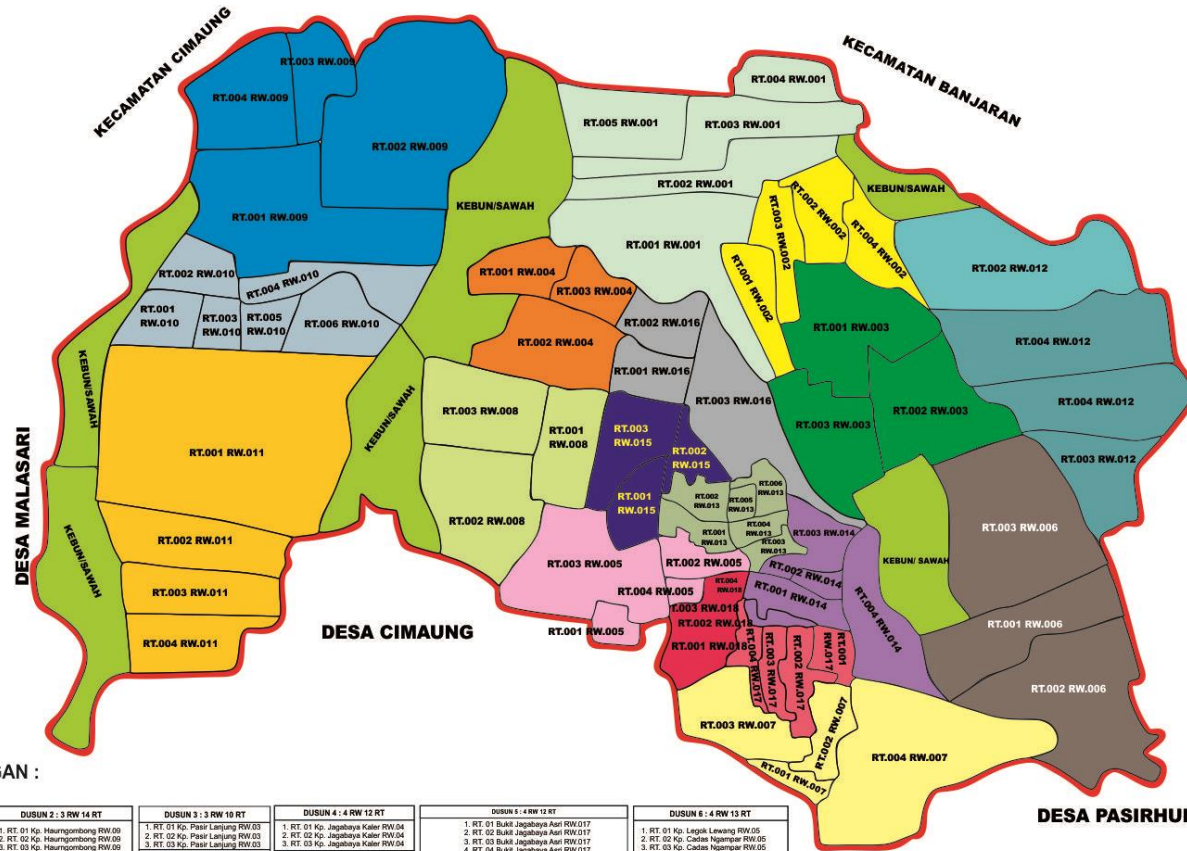 KECAMATAN CIMAUNG
KECAMATAN BANJARAN
RT.003 RW.009
RT.004 RW.009
RT.002 RW.009
RT.001 RW.009
RT.004 RW.001
RT.005 RW.001
RT.003 RW.001
RT.002 RW.001
RT.001 RW.001
KEBUN/SAWAH
KEBUN/SAWAH
RT.002 RW.002
RT.003 RW.002
RT.004 RW.002
RT.001 RW.002
RT.002 RW.012
RT.002 RW.010
RT.004 RW.010
RT.001
RW.010
RT.003
RW.010
RT.005
RW.010
RT.006 RW.010
RT.001 RW.004
RT.003 RW.004
RT.002 RW.004
RT.002 RW.016
RT.001 RW.016
RT.003 RW.016
RT.001 RW.003
RT.002 RW.003
RT.003 RW.003
RT.004 RW.012
RT.004 RW.012
RT.003 RW.012
KEBUN/SAWAH
KEBUN/SAWAH
DESA MALASARI
RT.001 RW.011
RT.003 RW.008
RT.001
RW.008
RT.002 RW.008
RT.003
RW.015
RT.002
RW.015
RT.001
RW.015
RT.002
RW.013
RT.005
RW.013
RT.006
RW.013
RT.001
RW.013
RT.004
RW.013
RT.003
RW.013
RT.003 RW.014
RT.003 RW.006
KEBUN/SAWAH
KEBUN/ SAWAH
RT.002 RW.011
RT.003 RW.011
RT.004 RW.011
RT.003 RW.005
RT.002 RW.005
RT.004 RW.005
RT.001 RW.005
RT.002 RW.014
RT.001 RW.014
RT.004 RW.014
RT.004
RW.018
RT.003 RW.018
RT.002 RW.018
RT.001 RW.018
RT.001 RW.006
RT.002 RW.006
DESA CIMAUNG
RT.004 RW.017
RT.003 RW.017
RT.002 RW.017
RT.001
RW.017
RT.003 RW.007
RT.002 RW.007
RT.001 RW.007
RT.004 RW.007
GAN :
DESA PASIRHU
DUSUN 2 : 3 RW 14 RT
1. RT. 01 Kp. Haurngombong RW.09
2. RT. 02 Kp. Haurngombong RW.09
3. RT. 03 Kp. Haurngombong RW.09
DUSUN 3 : 3 RW 10 RT
1. RT. 01 Kp. Pasir Lanjung RW.03
2. RT. 02 Kp. Pasir Lanjung RW.03
3. RT. 03 Kp. Pasir Lanjung RW.03
DUSUN 4 : 4 RW 12 RT
1. RT. 01 Kp. Jagabaya Kaler RW.04
2. RT. 02 Kp. Jagabaya Kaler RW.04
3. RT. 03 Kp. Jagabaya Kaler RW.04
DUSUN 5 : 4 RW 12 RT
1. RT. 01 Bukit Jagabaya Asri RW.017
2. RT. 02 Bukit Jagabaya Asri RW.017
3. RT. 03 Bukit Jagabaya Asri RW.017
4. RT. 04 Bukit Jagabaya Asri RW.017
DUSUN 6 : 4 RW 13 RT
1. RT. 01 Kp. Legok Lewang RW.05
2. RT. 02 Kp. Cadas Ngampar RW.05
3. RT. 03 Kp. Cadas Ngampar RW.05